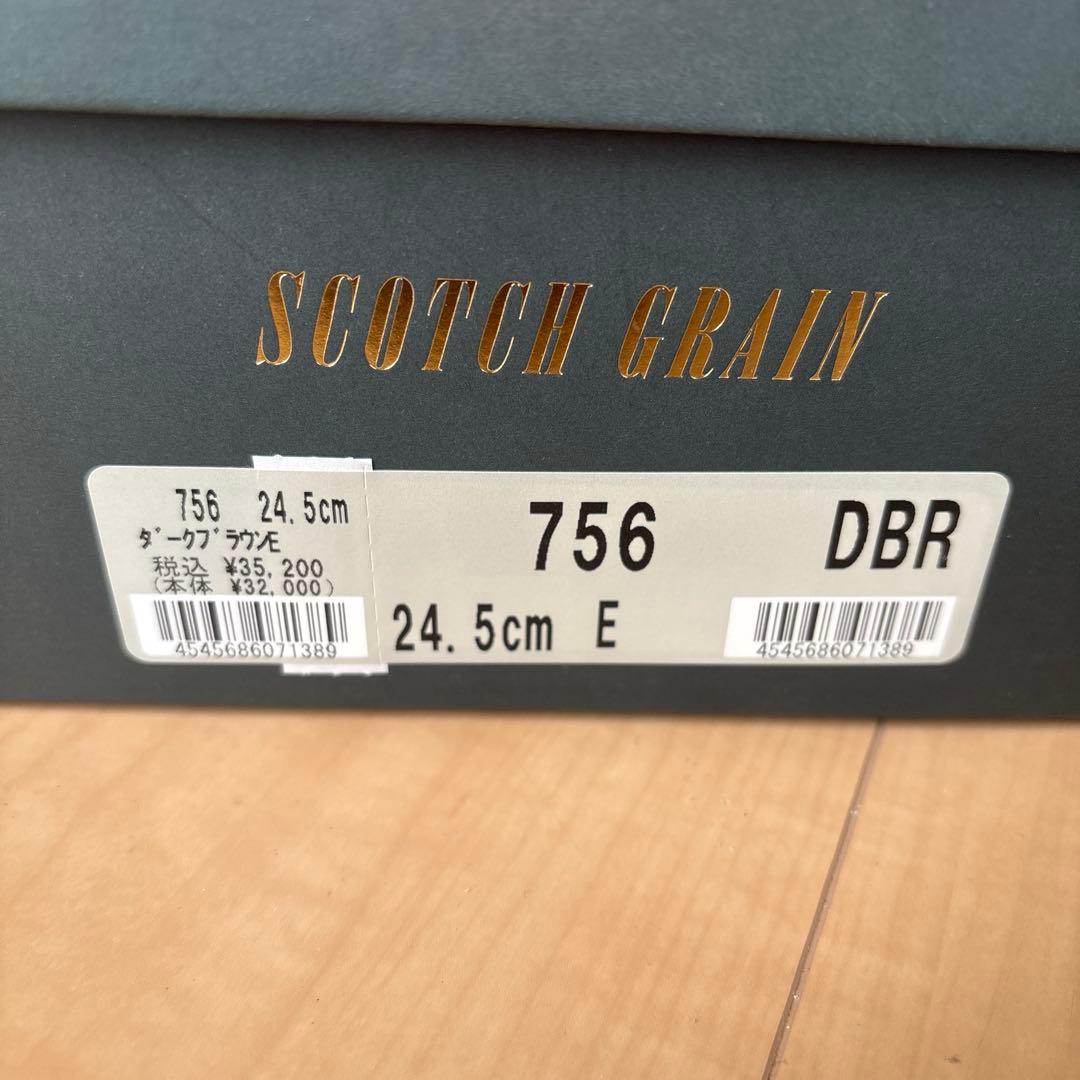 SCOTCH GRAIN
756 24.5cm
ﾀﾞｰｸﾌﾞﾗｳﾝE
税込 ¥35,200
(本体 ¥32,000)
4545686071389
756 DBR
24.5cm E
4545686071389